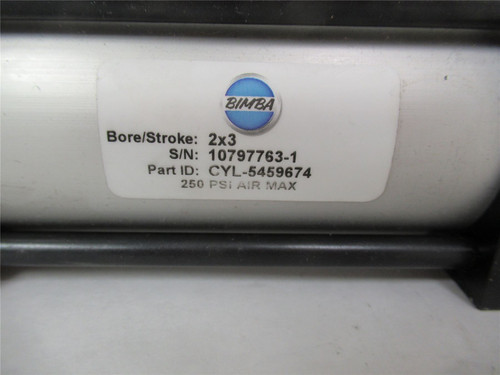 BIMBA
Bore/Stroke: 2x3
S/N: 10797763-1
Part ID: CYL-5459674
250 PSI AIR MAX